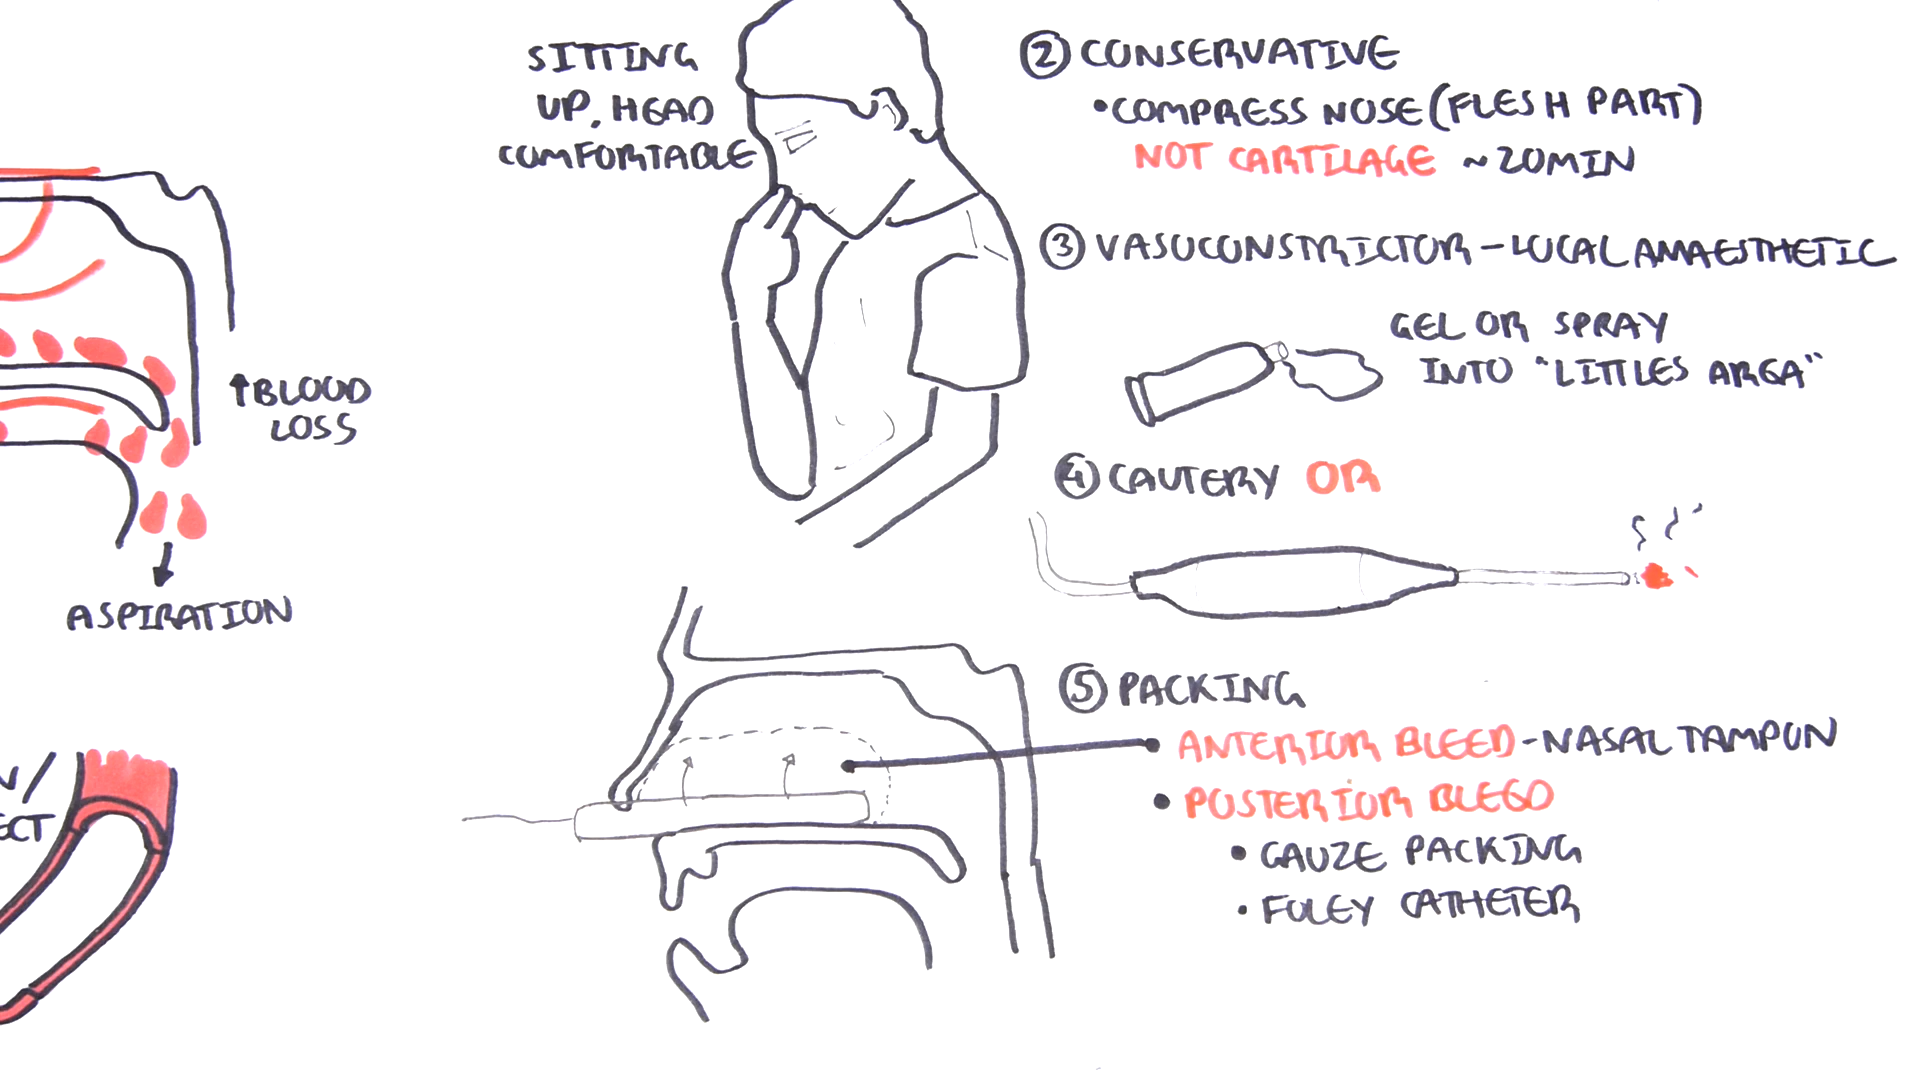 SITTING
UP, HEAD
COMFORTABLE
↑BLOOD
LOSS
ASPIRATION
② CONSERVATIVE
•COMPRESS NOSE (FLESH PART)
NOT CARTILAGE ~20MIN
③ VASOCONSTRICTOR - LOCAL ANAESTHETIC
GEL OR SPRAY
INTO "LITTLES AREA"
④ CAUTERY OR
⑤ PACKING
• ANTERIOR BLEED - NASAL TAMPON
• POSTERIOR BLEED
• GAUZE PACKING
• FOLEY CATHETER